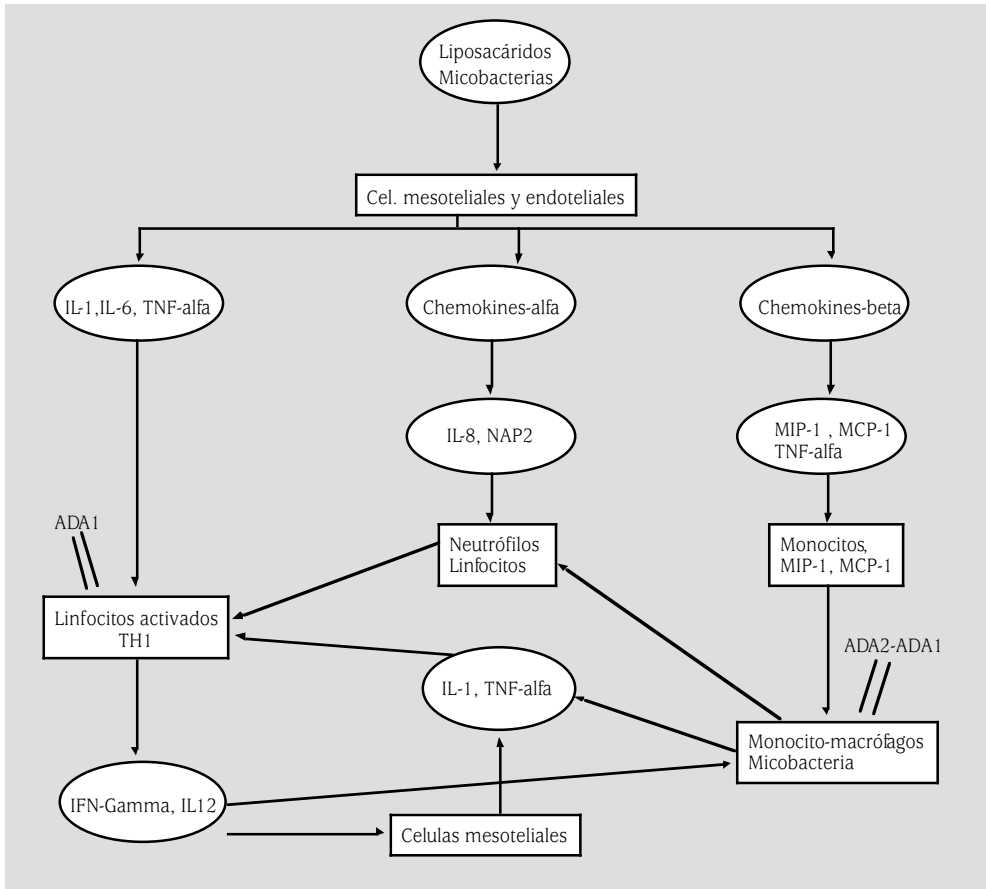 Liposacáridos
Micobacterias
Cel. mesoteliales y endoteliales
IL-1,IL-6, TNF-alfa
Chemokines-alfa
Chemokines-beta
IL-8, NAP2
MIP-1 , MCP-1
TNF-alfa
ADA1
Neutrófilos
Linfocitos
Monocitos,
MIP-1, MCP-1
Linfocitos activados
TH1
ADA2-ADA1
IL-1, TNF-alfa
Monocito-macrófagos
Micobacteria
IFN-Gamma, IL12
Celulas mesoteliales